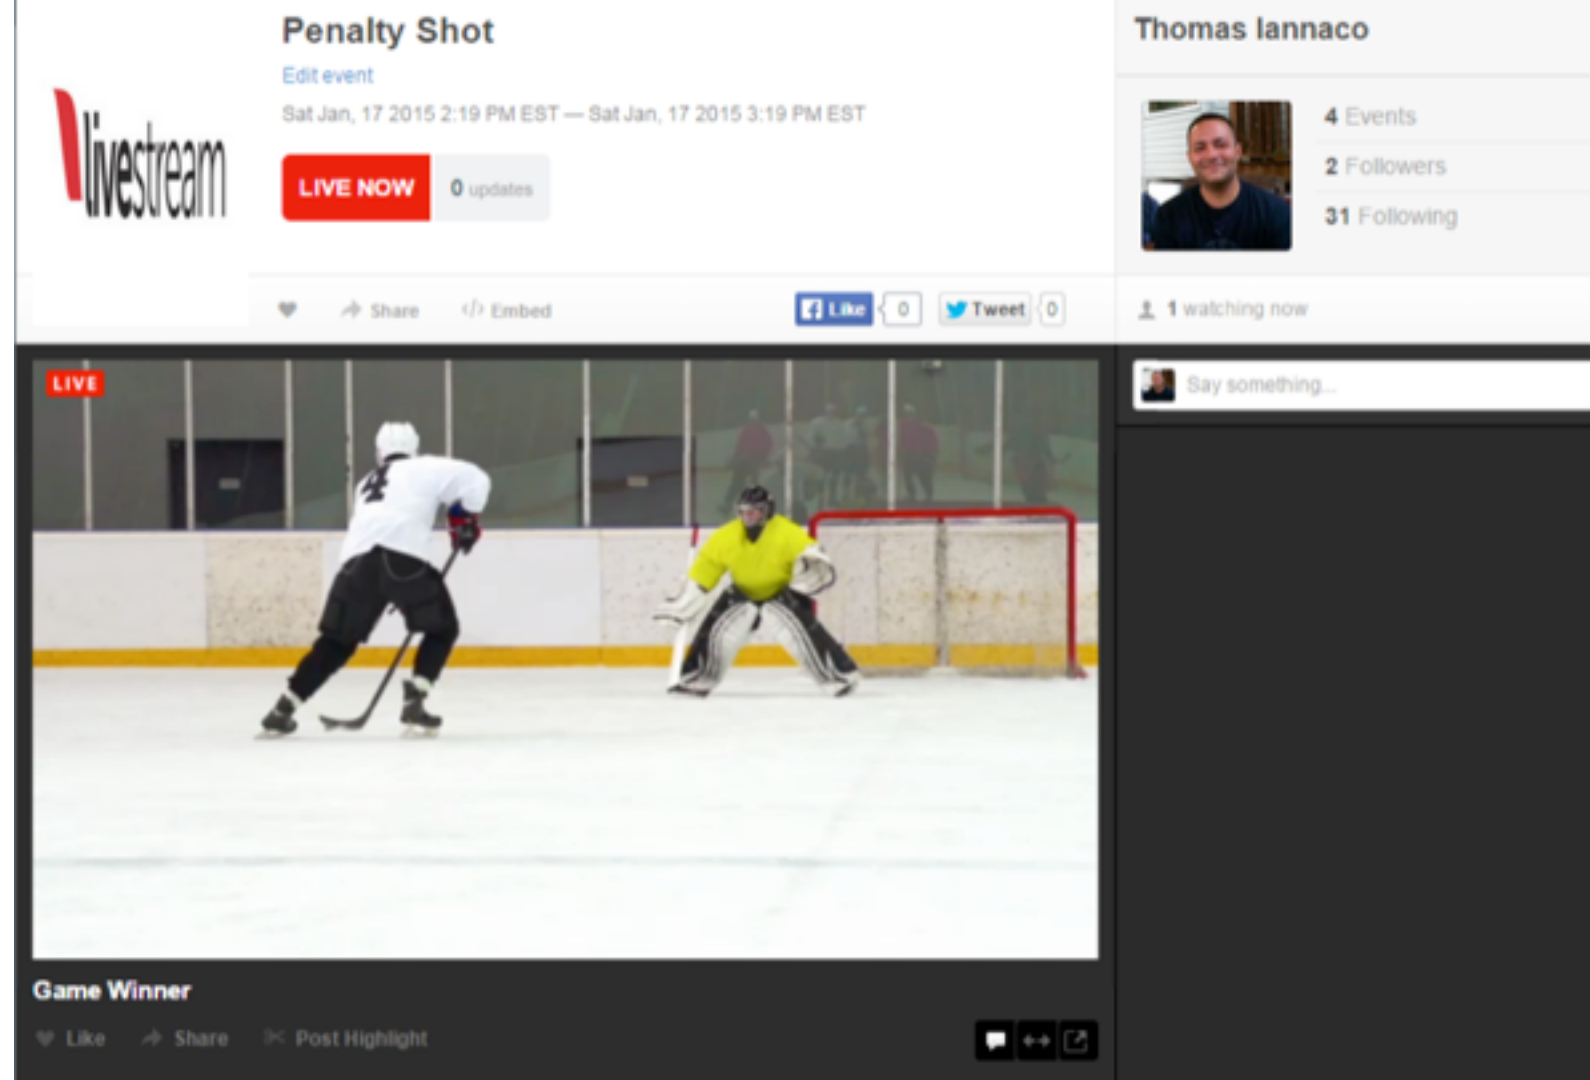 Penalty Shot
Edit event
Sat Jan, 17 2015 2:19 PM EST — Sat Jan, 17 2015 3:19 PM EST
livestream
LIVE NOW 0 updates
Share </> Embed
Like 0 Tweet 0
Thomas Iannaco
4 Events
2 Followers
31 Following
1 watching now
Say something...
LIVE
4
Game Winner
Like Share Post Highlight